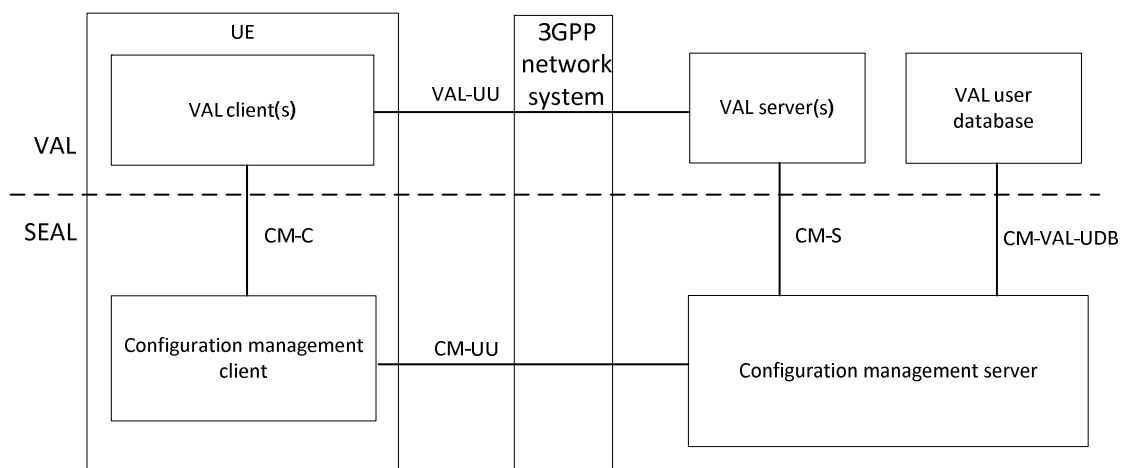 UE
3GPP
network
system
VAL client(s)
VAL-UU
VAL server(s)
VAL user
database
VAL
SEAL
CM-C
CM-S
CM-VAL-UDB
Configuration management
client
CM-UU
Configuration management server